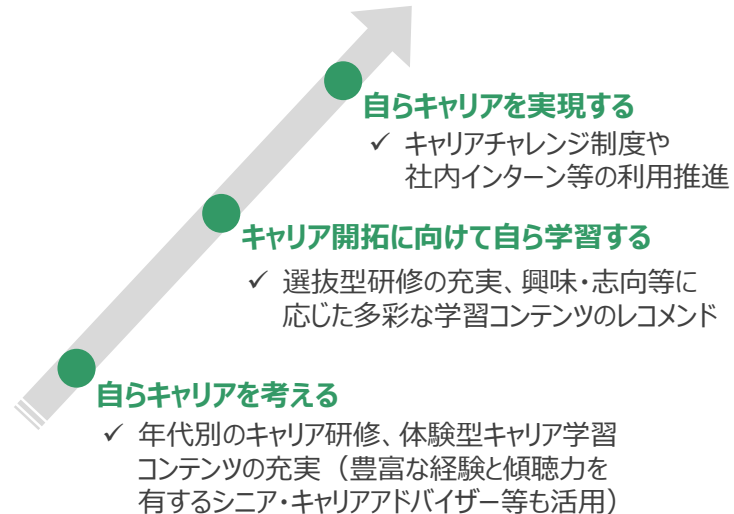 自らキャリアを実現する
✓ キャリアチャレンジ制度や
社内インターン等の利用推進
キャリア開拓に向けて自ら学習する
✓ 選抜型研修の充実、興味・志向等に
応じた多彩な学習コンテンツのレコメンド
自らキャリアを考える
✓ 年代別のキャリア研修、体験型キャリア学習
コンテンツの充実（豊富な経験と傾聴力を
有するシニア・キャリアアドバイザー等も活用）